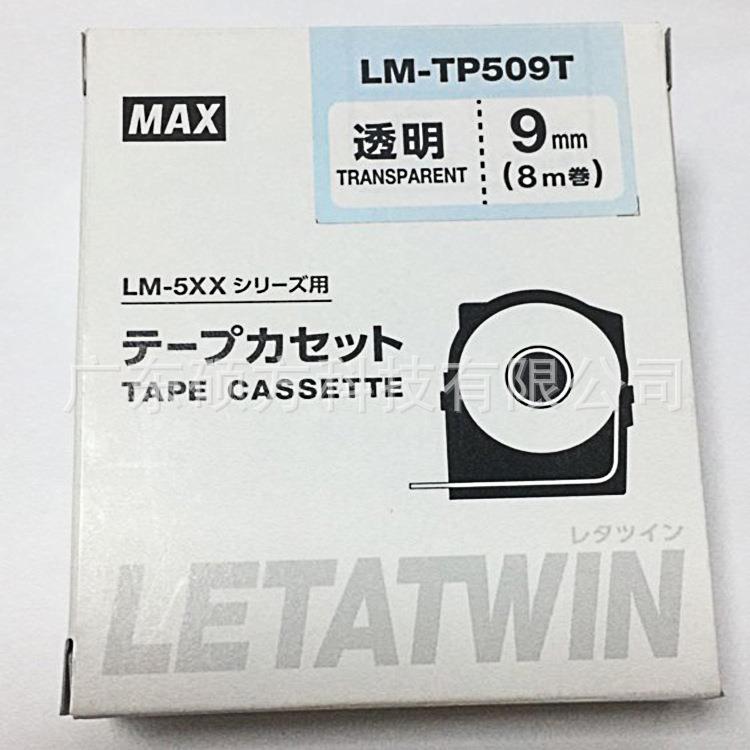 LM-TP509T
MAX
透明
TRANSPARENT
9mm
(8m巻)
LM-5XX シリーズ用
テープカセット
TAPE CASSETTE
广东硕方科技有限公司
レタツイン
LETATWIN